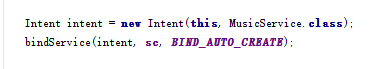 Intent intent = new Intent(this, MusicService.class);
bindService(intent, sc, BIND_AUTO_CREATE);